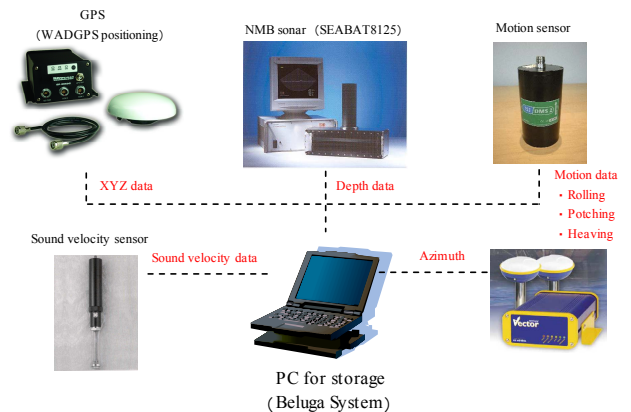 GPS
(WADGPS positioning)
NMB sonar (SEABAT8125)
Motion sensor
XYZ data
Depth data
Motion data
・Rolling
・Potching
・Heaving
Sound velocity sensor
Sound velocity data
Azimuth
Vector
PC for storage
(Beluga System)